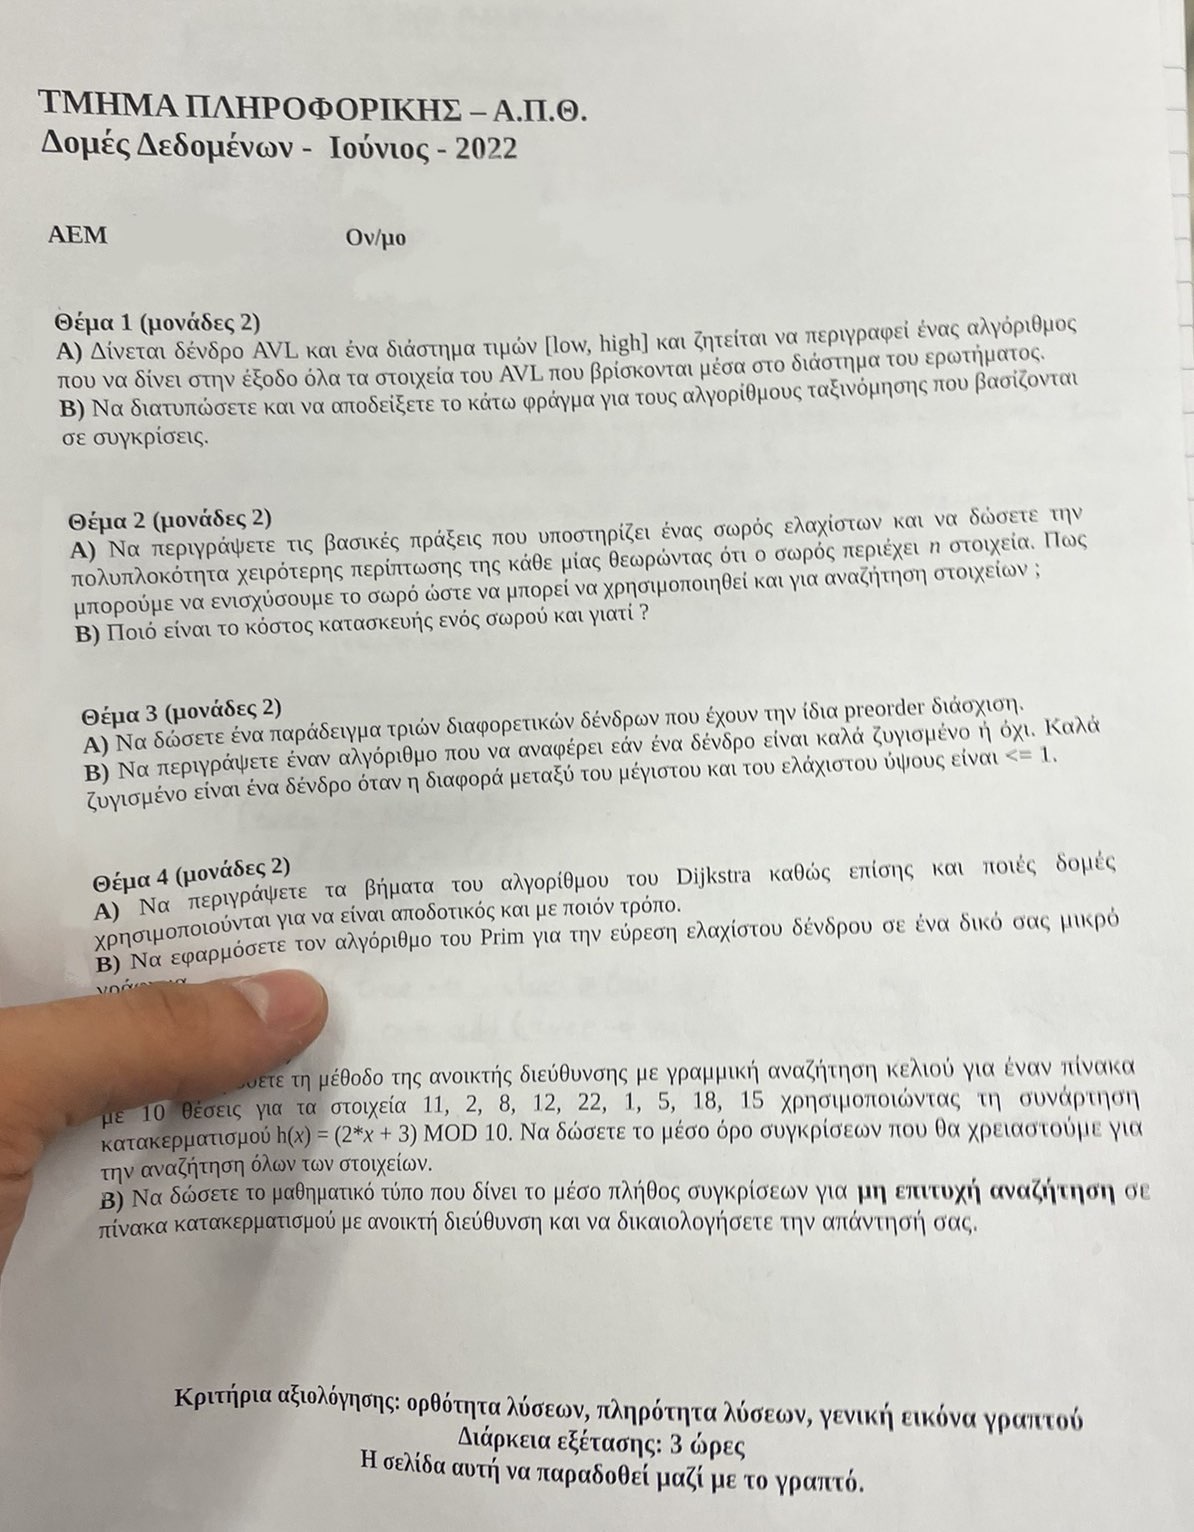 ΤΜΗΜΑ ΠΛΗΡΟΦΟΡΙΚΗΣ – Α.Π.Θ.
Δομές Δεδομένων - Ιούνιος - 2022
ΑΕΜ Ον/μο
Θέμα 1 (μονάδες 2)
Α) Δίνεται δένδρο AVL και ένα διάστημα τιμών [low, high] και ζητείται να περιγραφεί ένας αλγόριθμος
που να δίνει στην έξοδο όλα τα στοιχεία του AVL που βρίσκονται μέσα στο διάστημα του ερωτήματος.
Β) Να διατυπώσετε και να αποδείξετε το κάτω φράγμα για τους αλγορίθμους ταξινόμησης που βασίζονται
σε συγκρίσεις.
Θέμα 2 (μονάδες 2)
Α) Να περιγράψετε τις βασικές πράξεις που υποστηρίζει ένας σωρός ελαχίστων και να δώσετε την
πολυπλοκότητα χειρότερης περίπτωσης της κάθε μίας θεωρώντας ότι ο σωρός περιέχει n στοιχεία. Πως
μπορούμε να ενισχύσουμε το σωρό ώστε να μπορεί να χρησιμοποιηθεί και για αναζήτηση στοιχείων ;
Β) Ποιό είναι το κόστος κατασκευής ενός σωρού και γιατί ?
Θέμα 3 (μονάδες 2)
Α) Να δώσετε ένα παράδειγμα τριών διαφορετικών δένδρων που έχουν την ίδια preorder διάσχιση.
Β) Να περιγράψετε έναν αλγόριθμο που να αναφέρει εάν ένα δένδρο είναι καλά ζυγισμένο ή όχι. Καλά
ζυγισμένο είναι ένα δένδρο όταν η διαφορά μεταξύ του μέγιστου και του ελάχιστου ύψους είναι <= 1.
Θέμα 4 (μονάδες 2)
Α) Να περιγράψετε τα βήματα του αλγορίθμου του Dijkstra καθώς επίσης και ποιές δομές
χρησιμοποιούνται για να είναι αποδοτικός και με ποιόν τρόπο.
Β) Να εφαρμόσετε τον αλγόριθμο του Prim για την εύρεση ελαχίστου δένδρου σε ένα δικό σας μικρό
τη μέθοδο της ανοικτής διεύθυνσης με γραμμική αναζήτηση κελιού για έναν πίνακα
με 10 θέσεις για τα στοιχεία 11, 2, 8, 12, 22, 1, 5, 18, 15 χρησιμοποιώντας τη συνάρτηση
κατακερματισμού h(x) = (2*x + 3) MOD 10. Να δώσετε το μέσο όρο συγκρίσεων που θα χρειαστούμε για
την αναζήτηση όλων των στοιχείων.
Β) Να δώσετε το μαθηματικό τύπο που δίνει το μέσο πλήθος συγκρίσεων για μη επιτυχή αναζήτηση σε
πίνακα κατακερματισμού με ανοικτή διεύθυνση και να δικαιολογήσετε την απάντησή σας.
Κριτήρια αξιολόγησης: ορθότητα λύσεων, πληρότητα λύσεων, γενική εικόνα γραπτού
Διάρκεια εξέτασης: 3 ώρες
Η σελίδα αυτή να παραδοθεί μαζί με το γραπτό.